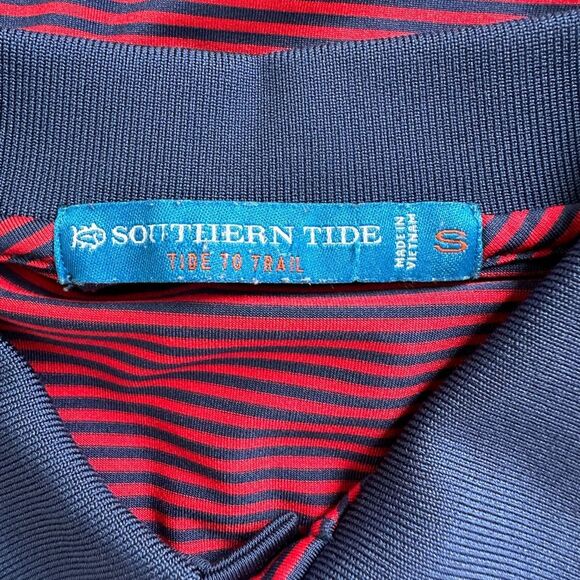 SOUTHERN TIDE
TIDE TO TRAIL
MADE IN
VIETNAM
S